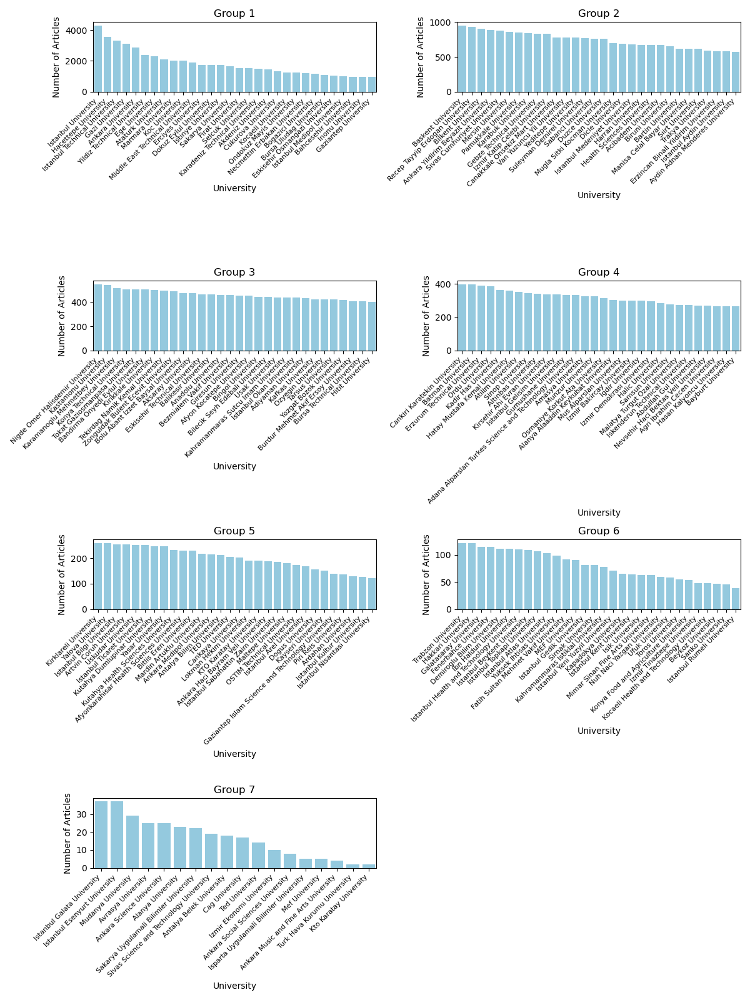 Group 1
Number of Articles
4000
2000
0
Istanbul University
Hacettepe University
Istanbul Technical University
Gazi University
Ankara University
Yildiz Technical University
Ege University
Ataturk University
Marmara University
Koc University
Middle East Technical University
Erciyes University
Dokuz Eylul University
Istinye University
Sakarya University
Firat University
Selcuk University
Karadeniz Technical University
Akdeniz University
Cukurova University
Kocaeli University
Ondokuz Mayis University
Necmettin Erbakan University
Bogazici University
Bursa Uludag University
Eskisehir Osmangazi University
Istanbul Medipol University
Bahcesehir University
Inonu University
Gaziantep University
University
Group 2
Number of Articles
1000
500
0
Baskent University
Recep Tayyip Erdogan University
Bilkent University
Ankara Yildirim Beyazit University
Sivas Cumhuriyet University
Mersin University
Pamukkale University
Karabuk University
Gebze Technical University
Izmir Katip Celebi University
Canakkale Onsekiz Mart University
Van Yuzuncu Yil University
Yeditepe University
Suleyman Demirel University
Sabanci University
Duzce University
Mugla Sitki Kocman University
Dicle University
Istanbul Medeniyet University
Harran University
Health Sciences University
Acibadem University
Biruni University
Bartin University
Manisa Celal Bayar University
Siirt University
Trakya University
Erzincan Binali Yildirim University
Istanbul Aydin University
Aydin Adnan Menderes University
University
Group 3
Number of Articles
400
200
0
Nigde Omer Halisdemir University
Kastamonu University
Karamanoglu Mehmetbey University
Konya Technical University
Tokat Gaziosmanpasa University
Bandirma Onyedi Eylul University
Kirikkale University
Tekirdag Namik Kemal University
Zonguldak Bulent Ecevit University
Bolu Abant Izzet Baysal University
Aksaray University
Eskisehir Technical University
Balikesir University
Anadolu University
Bezmialem Vakif University
Giresun University
Afyon Kocatepe University
Bingol University
Bilecik Seyh Edebali University
Usak University
Kahramanmaras Sutcu Imam University
Istanbul Okan University
Adiyaman University
Kafkas University
Ozyegin University
Tarsus University
Yozgat Bozok University
Burdur Mehmet Akif Ersoy University
Bursa Technical University
Hitit University
University
Group 4
Number of Articles
400
200
0
Cankiri Karatekin University
Batman University
Erzurum Technical University
Ordu University
Kadir Has University
Hatay Mustafa Kemal University
Atilim University
Sinop University
Altinbas University
Kirsehir Ahi Evran University
Istanbul Gelisim University
Gumushane University
Adana Alparslan Turkes Science and Technology University
Amasya University
Munzur University
Osmaniye Korkut Ata University
Alanya Alaaddin Keykubat University
Mus Alparslan University
Izmir Bakircay University
Igdir University
Izmir Demokrasi University
Halic University
Samsun University
Malatya Turgut Ozal University
Iskenderun Technical University
Abdullah Gul University
Nevsehir Haci Bektas Veli University
Agri Ibrahim Cecen University
Hasan Kalyoncu University
Bayburt University
University
Group 5
Number of Articles
200
100
0
Kirklareli University
Yalova University
Istanbul Bilgi University
Artvin Coruh University
Uskudar University
Istanbul Ticaret University
Kutahya Dumlupinar University
Yasar University
Kutahya Health Sciences University
Afyonkarahisar Health Sciences University
Bitlis Eren University
Mardin Artuklu University
Ankara Medipol University
Antalya Bilim University
TED University
Cankaya University
Lokman Hekim University
KTO Karatay University
Ankara Haci Bayram Veli University
Istanbul Sabahattin Zaim University
Maltepe University
OSTIM Technical University
Istanbul Arel University
Dogus University
Kayseri University
Gaziantep Islam Science and Technology University
Piri Reis University
Ardahan University
Istanbul Kultur University
Istanbul Nisantasi University
University
Group 6
Number of Articles
100
50
0
Trabzon University
Hakkari University
Galatasaray University
Fenerbahce University
Demiroglu Bilim University
Ibn Haldun University
Istanbul Health and Technology University
Istanbul Beykent University
Istanbul Topkapi University
Istanbul Atlas University
Yuksek Ihtisas University
Fatih Sultan Mehmet Vakif University
MEF University
Istanbul Gedik University
Sirnak University
Kahramanmaras Istiklal University
Istanbul Yeni Yuzyil University
Kapadokya University
Istanbul Kent University
Isik University
Mimar Sinan Fine Arts University
Nuh Naci Yazgan University
Ufuk University
Toros University
Konya Food and Agriculture University
Izmir Tinaztepe University
Kocaeli Health and Technology University
Beykoz University
Sanko University
Istanbul Rumeli University
University
Group 7
Number of Articles
30
20
10
0
Istanbul Galata University
Istanbul Esenyurt University
Mudanya University
Avrasya University
Ankara Science University
Alanya University
Sakarya Uygulamali Bilimler University
Sivas Science and Technology University
Antalya Belek University
Cag University
Ted University
Izmir Ekonomi University
Ankara Social Sciences University
Isparta Uygulamali Bilimler University
Mef University
Ankara Music and Fine Arts University
Turk Hava Kurumu University
Kto Karatay University
University